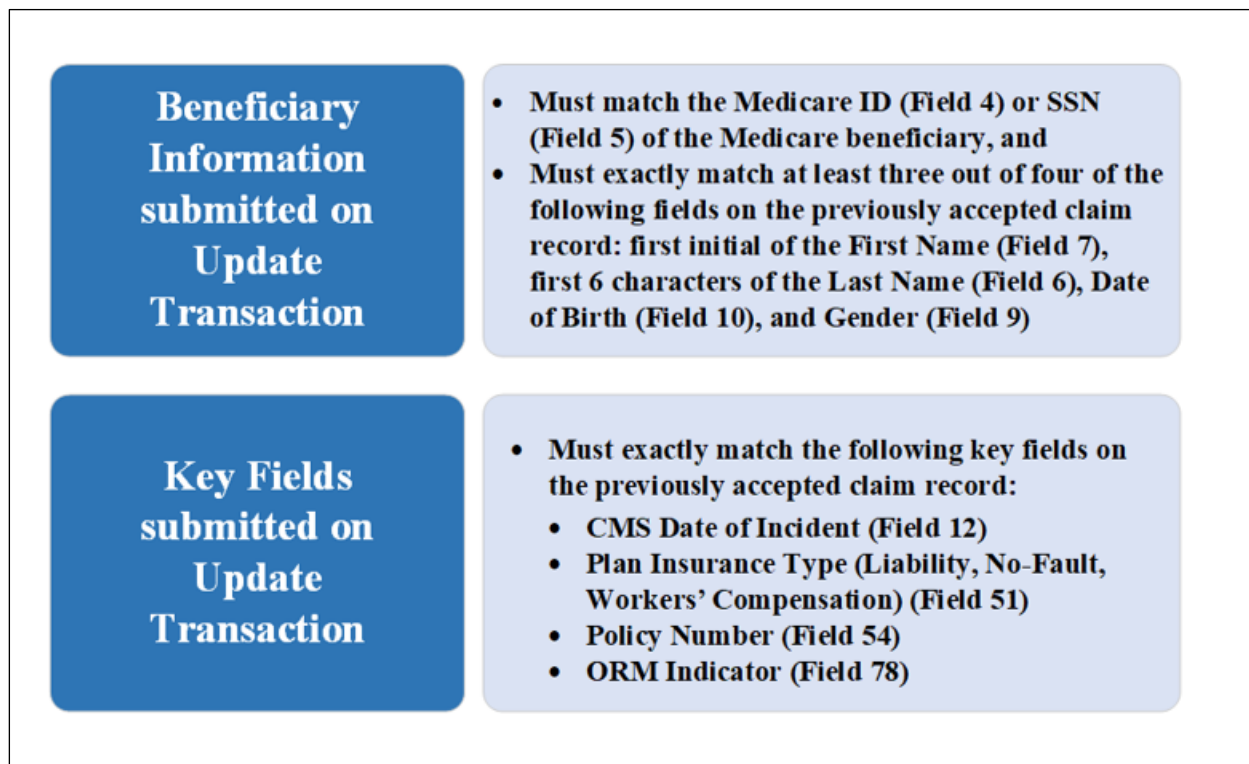 Beneficiary
Information
submitted on
Update
Transaction
• Must match the Medicare ID (Field 4) or SSN
(Field 5) of the Medicare beneficiary, and
• Must exactly match at least three out of four of the
following fields on the previously accepted claim
record: first initial of the First Name (Field 7),
first 6 characters of the Last Name (Field 6), Date
of Birth (Field 10), and Gender (Field 9)
Key Fields
submitted on
Update
Transaction
• Must exactly match the following key fields on
the previously accepted claim record:
• CMS Date of Incident (Field 12)
• Plan Insurance Type (Liability, No-Fault,
Workers’ Compensation) (Field 51)
• Policy Number (Field 54)
• ORM Indicator (Field 78)